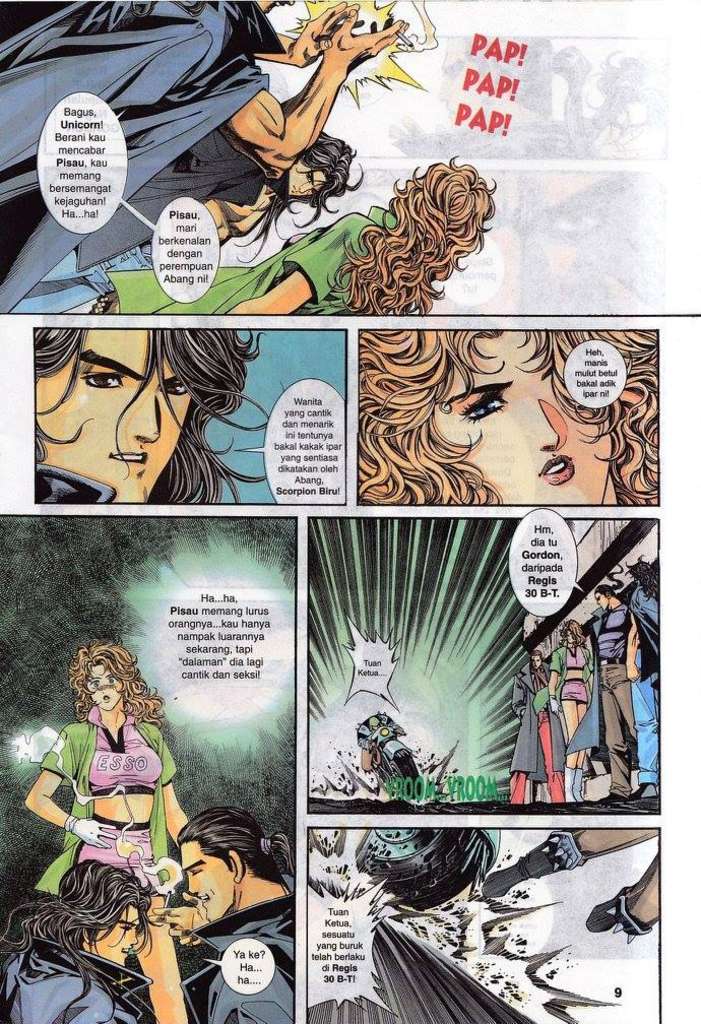 PAP!
PAP!
PAP!
Bagus,
Unicorn!
Berani kau
mencabar
Pisau, kau
memang
bersemangat
kejaguhan!
Ha...ha!
Pisau,
mari
berkenalan
dengan
perempuan
Abang ni!
Wanita
yang cantik
dan menarik
ini tentunya
bakal kakak ipar
yang sentiasa
dikatakan oleh
Abang,
Scorpion Biru!
Heh,
manis
mulut betul
bakal adik
ipar ni!
Ha...ha,
Pisau memang lurus
orangnya...kau hanya
nampak luarannya
sekarang, tapi
"dalaman" dia lagi
cantik dan seksi!
ESSO
Ya ke?
Ha...
ha....
Hm,
dia tu
Gordon,
daripada
Regis
30 B-T.
Tuan
Ketua....
VROOM...VROOM...
Tuan
Ketua,
sesuatu
yang buruk
telah berlaku
di Regis
30 B-T!
9